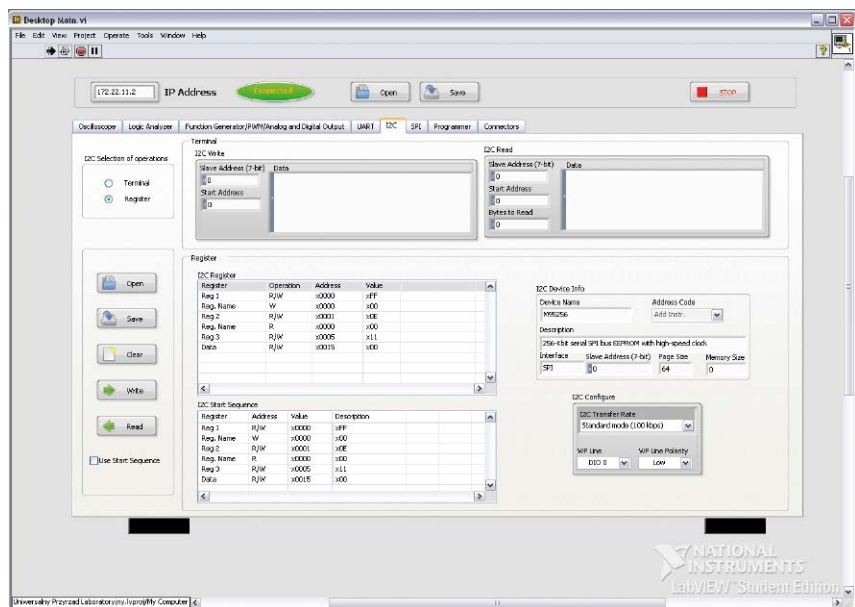 Desktop Main.vi
File Edit View Project Operate Tools Window Help
172.22.11.2 IP Address Connected Open Save STOP
Oscilloscope Logic Analyzer Function Generator/PWM/Analog and Digital Output UART I2C SPI Programmer Connectors
I2C Selection of operations
Terminal
Register
Terminal
I2C Write
Slave Address (7-bit) Data
0
Start Address
0
I2C Read
Slave Address (7-bit) Data
0
Start Address
0
Bytes to Read
0
Open
Save
Clear
Write
Read
Use Start Sequence
Register
I2C Register
Register Operation Address Value
Reg 1 R/W x0000 xFF
Reg. Name W x0000 x00
Reg 2 R/W x0001 x0E
Reg. Name R x0000 x00
Reg 3 R/W x0005 x11
Data R/W x0015 x00
I2C Start Sequence
Register Address Value Description
Reg 1 R/W x0000 xFF
Reg. Name W x0000 x00
Reg 2 R/W x0001 x0E
Reg. Name R x0000 x00
Reg 3 R/W x0005 x11
Data R/W x0015 x00
I2C Device Info
Device Name Address Code
M95256 Add Instr.
Description
256-Kbit serial SPI bus EEPROM with high-speed clock
Interface Slave Address (7-bit) Page Size Memory Size
SPI 0 64 0
I2C Configure
I2C Transfer Rate
Standard mode (100 kbps)
WP Line WP Line Polarity
DIO 8 Low
NATIONAL
INSTRUMENTS
LabVIEW™ Student Edition
Uniwersalny Przyrzad Laboratoryjny.lvproj/My Computer